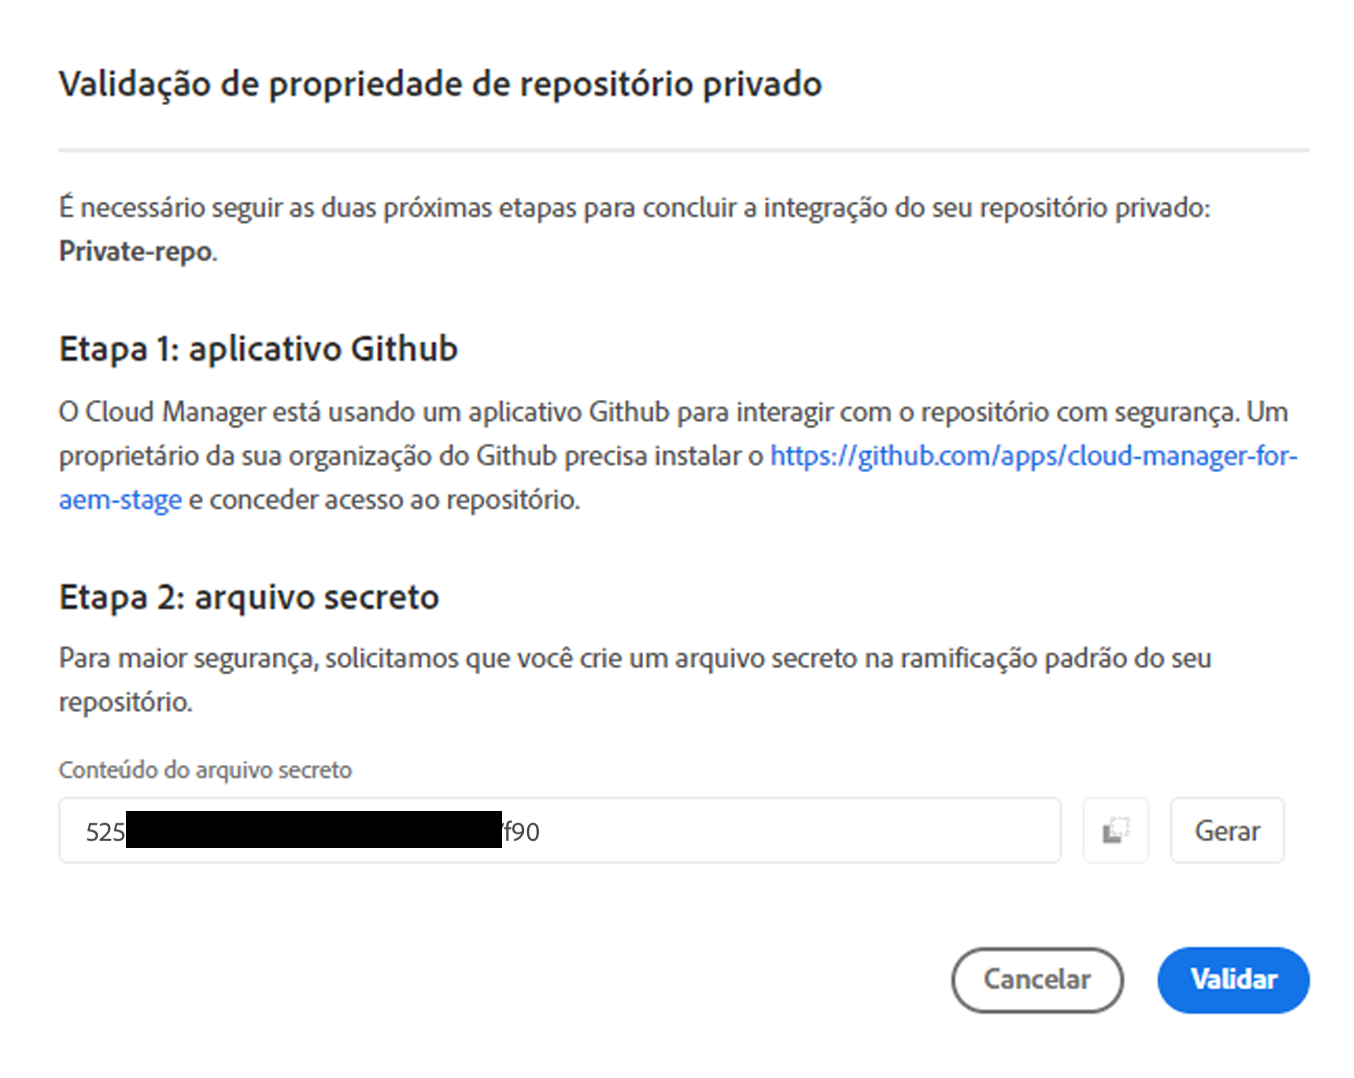 Validação de propriedade de repositório privado
É necessário seguir as duas próximas etapas para concluir a integração do seu repositório privado:
Private-repo.
Etapa 1: aplicativo Github
O Cloud Manager está usando um aplicativo Github para interagir com o repositório com segurança. Um
proprietário da sua organização do Github precisa instalar o https://github.com/apps/cloud-manager-for-
aem-stage e conceder acesso ao repositório.
Etapa 2: arquivo secreto
Para maior segurança, solicitamos que você crie um arquivo secreto na ramificação padrão do seu
repositório.
Conteúdo do arquivo secreto
525 f90
Gerar
Cancelar
Validar